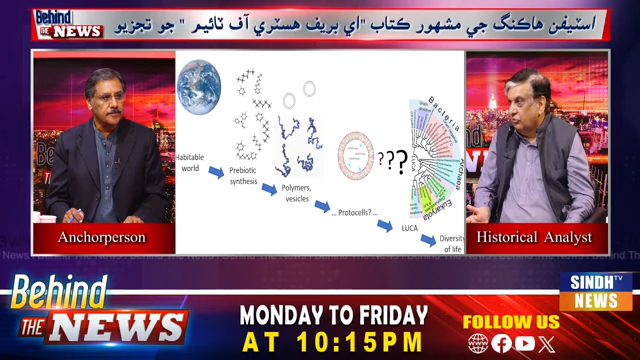 Behind
THE NEWS
اسٽيفن هاڪنگ جي مشهور ڪتاب "اي بريف هسٽري آف ٽائيم" جو تجزيو
Habitable
world
Prebiotic
synthesis
Polymers,
vesicles
... Protocells? ...
???
LUCA
Diversity
of life
Bacteria
Archaea
Eukaryota
LUCA
Anchorperson
Historical Analyst
Behind
THE NEWS
MONDAY TO FRIDAY
AT 10:15PM
SINDH TV
NEWS
FOLLOW US